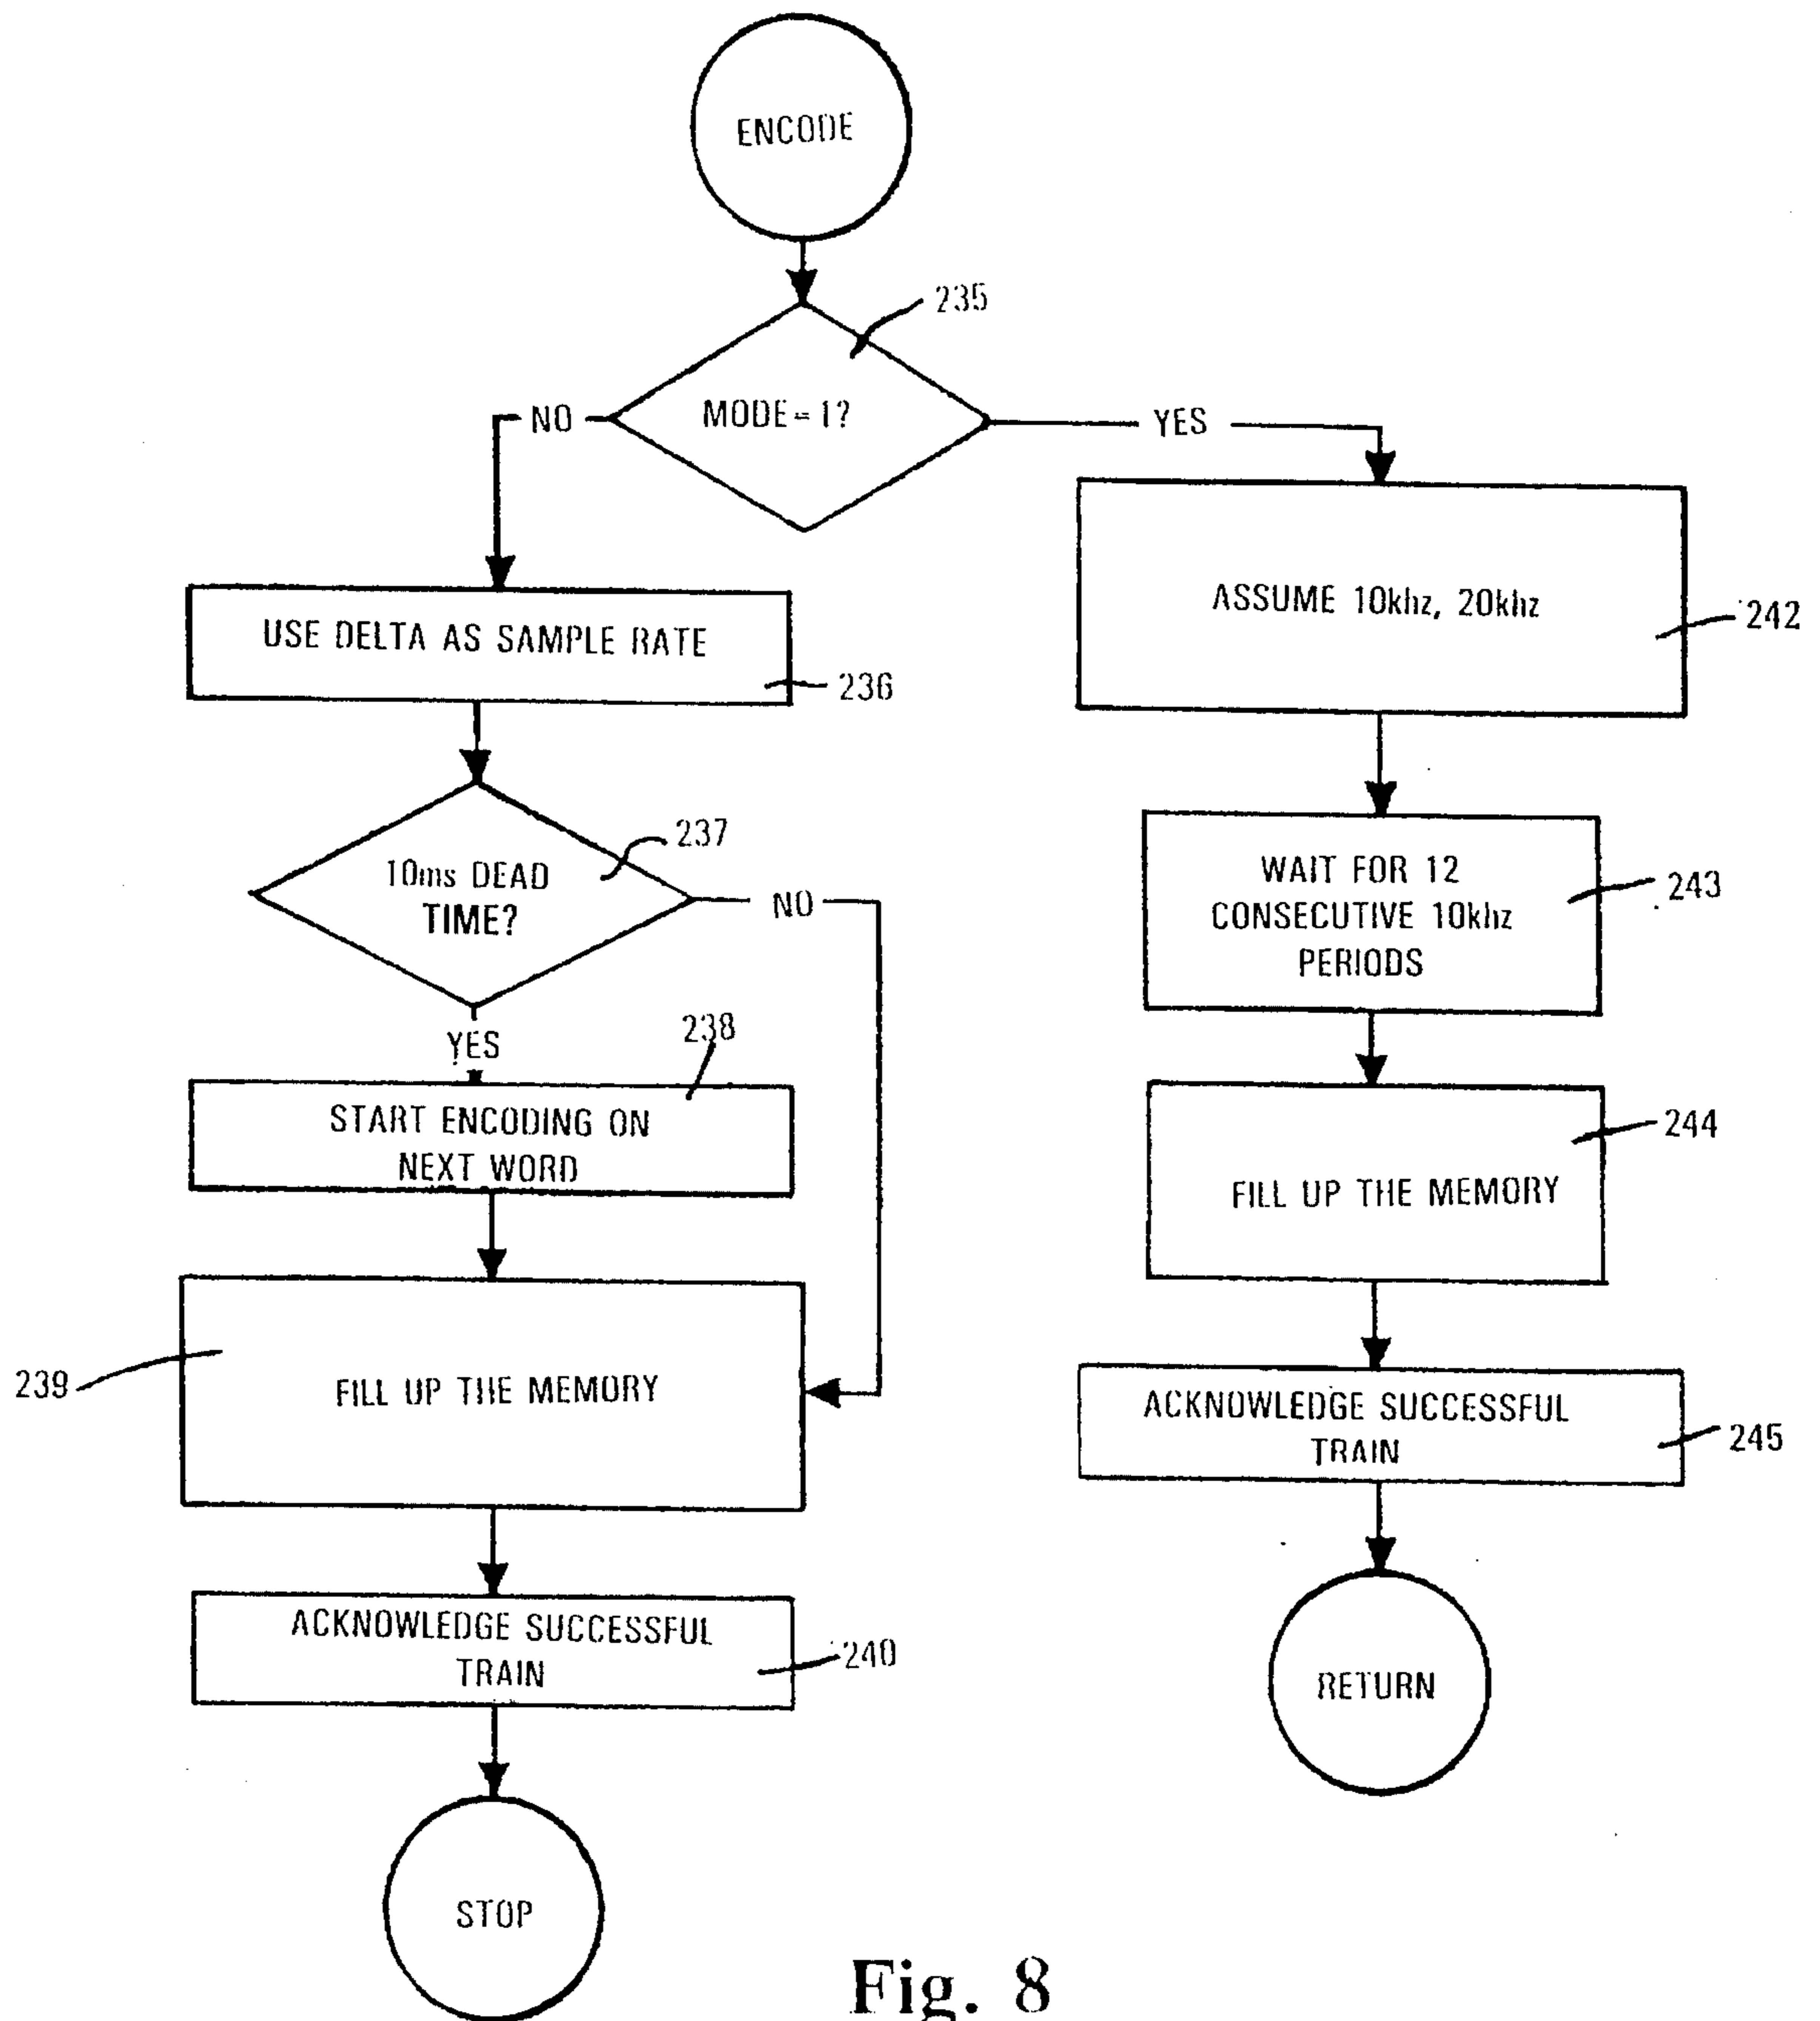 ENCODE
235
MODE = 1?
NO
YES
USE DELTA AS SAMPLE RATE
236
ASSUME 10khz, 20khz
242
10ms DEAD
TIME?
237
NO
YES
WAIT FOR 12
CONSECUTIVE 10khz
PERIODS
243
238
START ENCODING ON
NEXT WORD
FILL UP THE MEMORY
244
239
FILL UP THE MEMORY
ACKNOWLEDGE SUCCESSFUL
TRAIN
245
ACKNOWLEDGE SUCCESSFUL
TRAIN
240
RETURN
STOP
Fig. 8